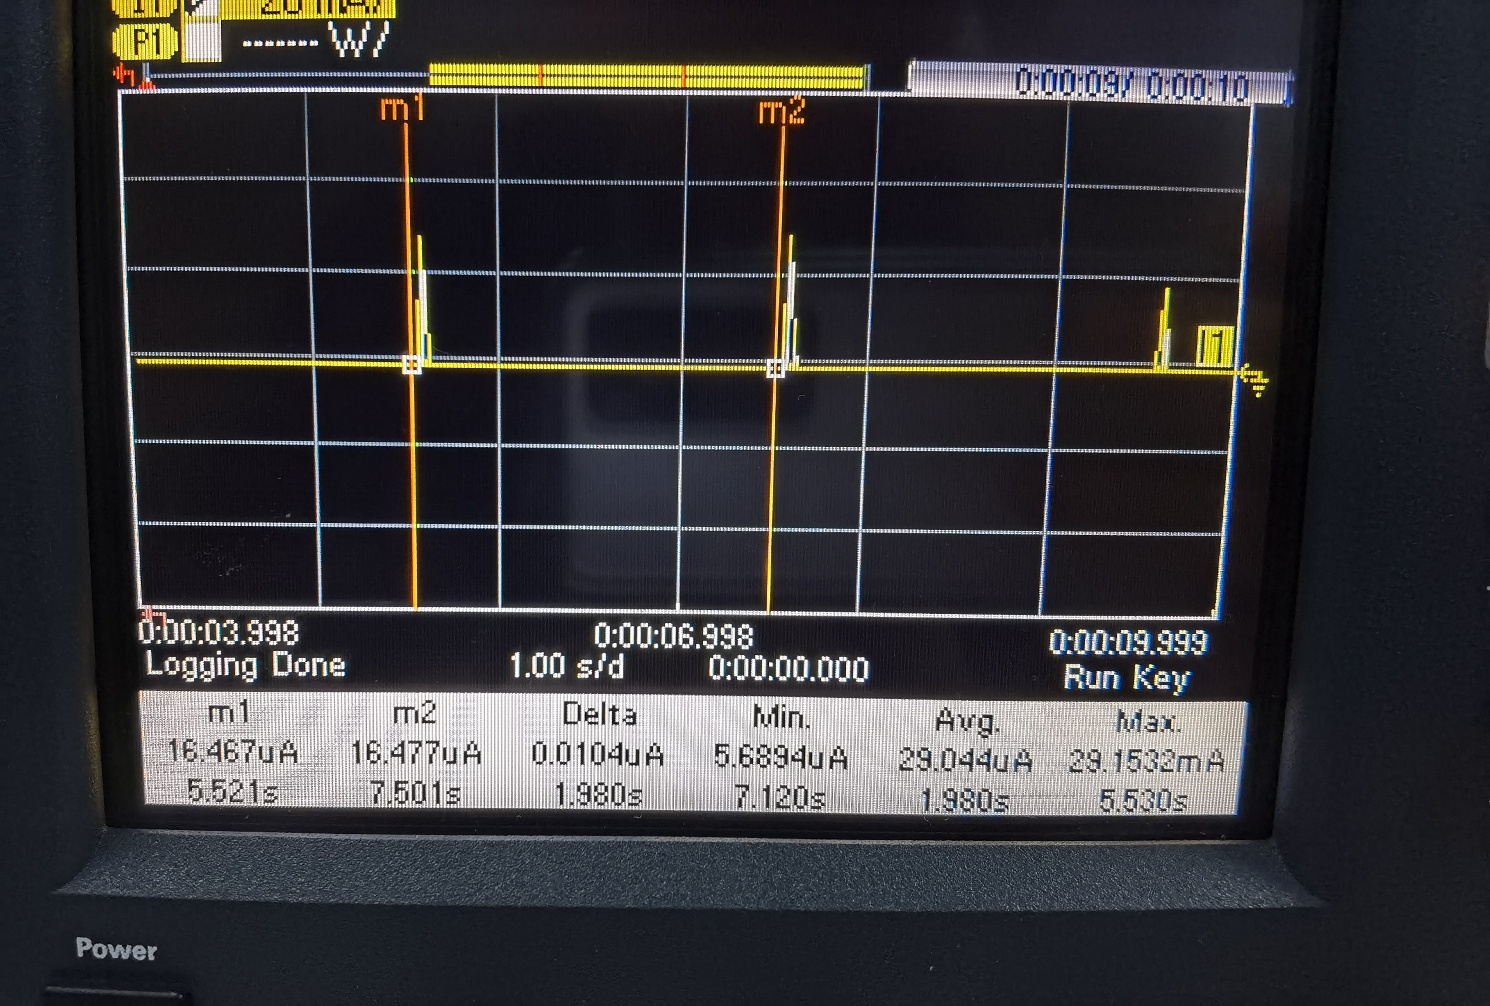 P1 ------ W/
0:00:09/ 0:00:10
m1 m2
0:00:03.998 0:00:06.998 0:00:09.999
Logging Done 1.00 s/d 0:00:00.000 Run Key
m1 m2 Delta Min. Avg. Max.
16.467uA 16.477uA 0.0104uA 5.6894uA 29.044uA 29.1532mA
5.521s 7.501s 1.980s 7.120s 1.980s 5.530s
Power